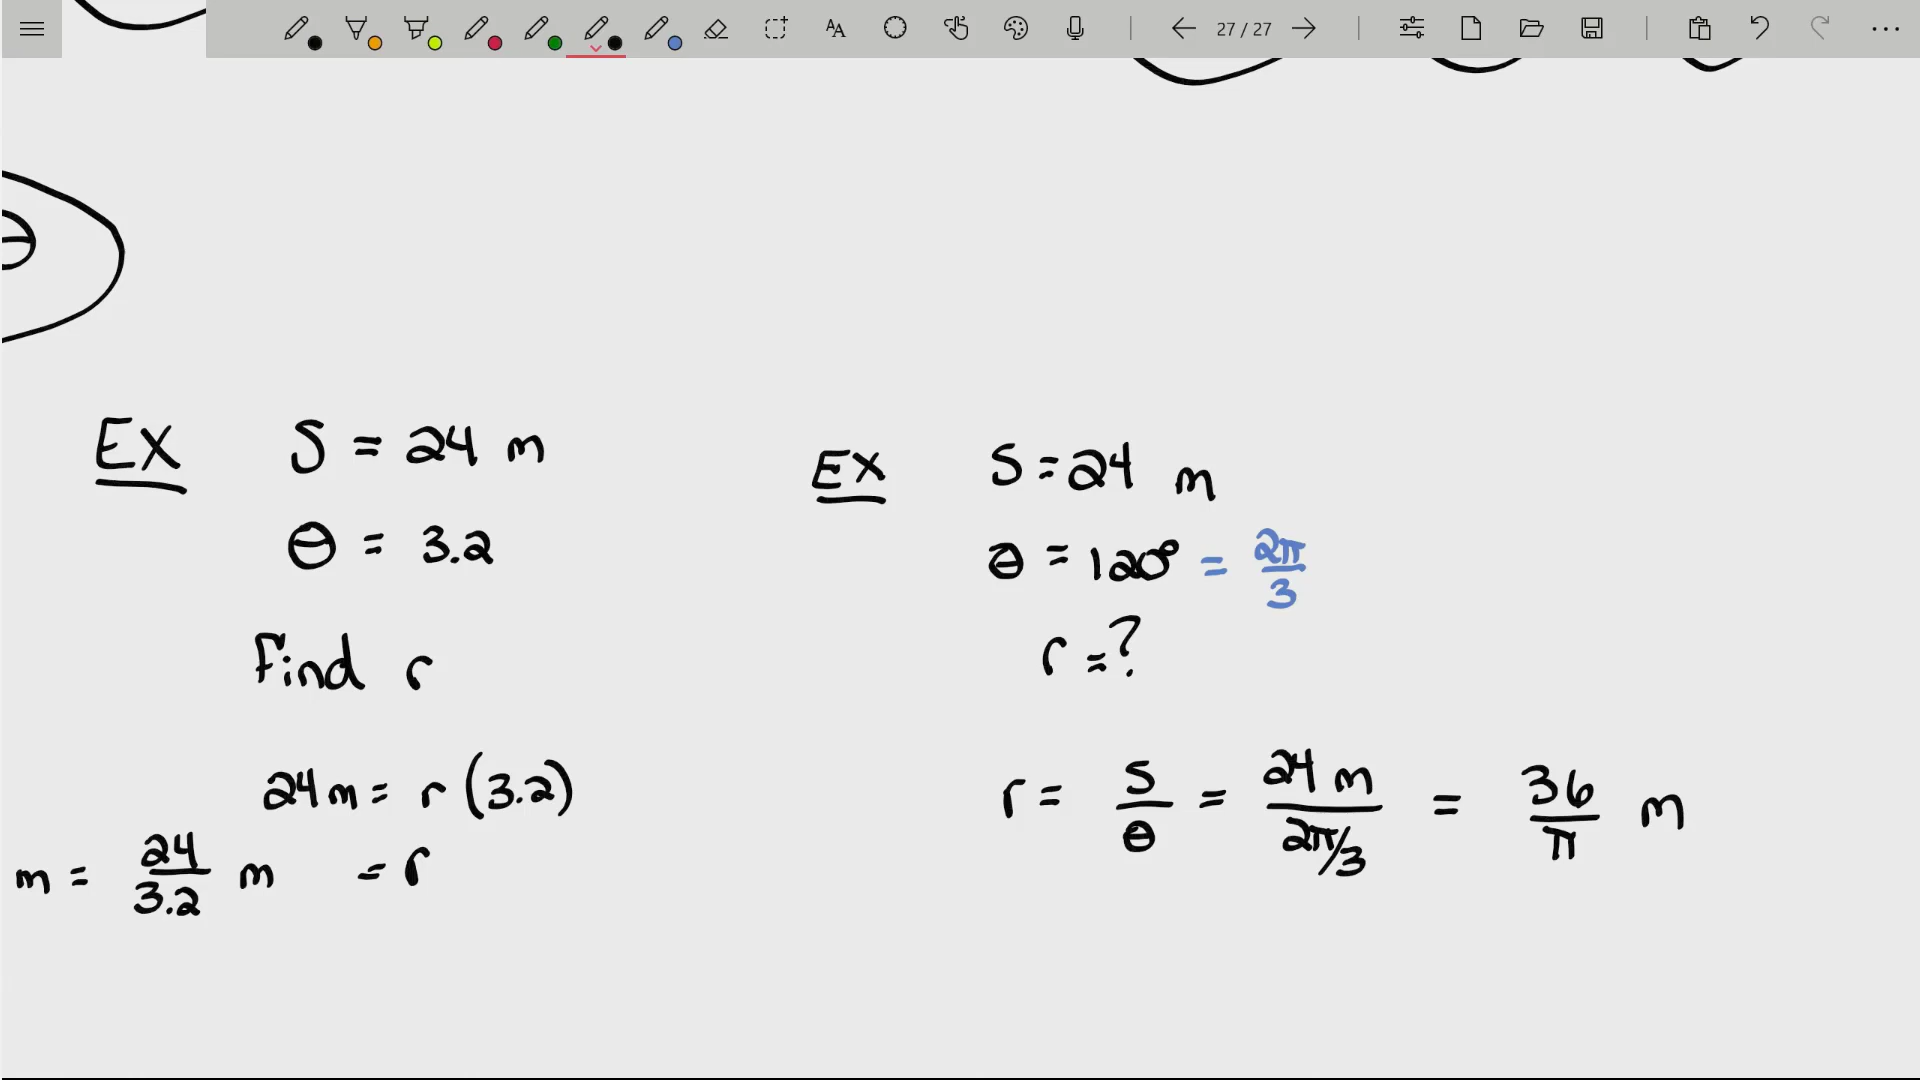 27 / 27
θ
EX S = 24 m
θ = 3.2
Find r
24 m = r (3.2)
m = 24/3.2 m = r
EX S = 24 m
θ = 120° = 2π/3
r = ?
r = S/θ = 24 m/(2π/3) = 36/π m